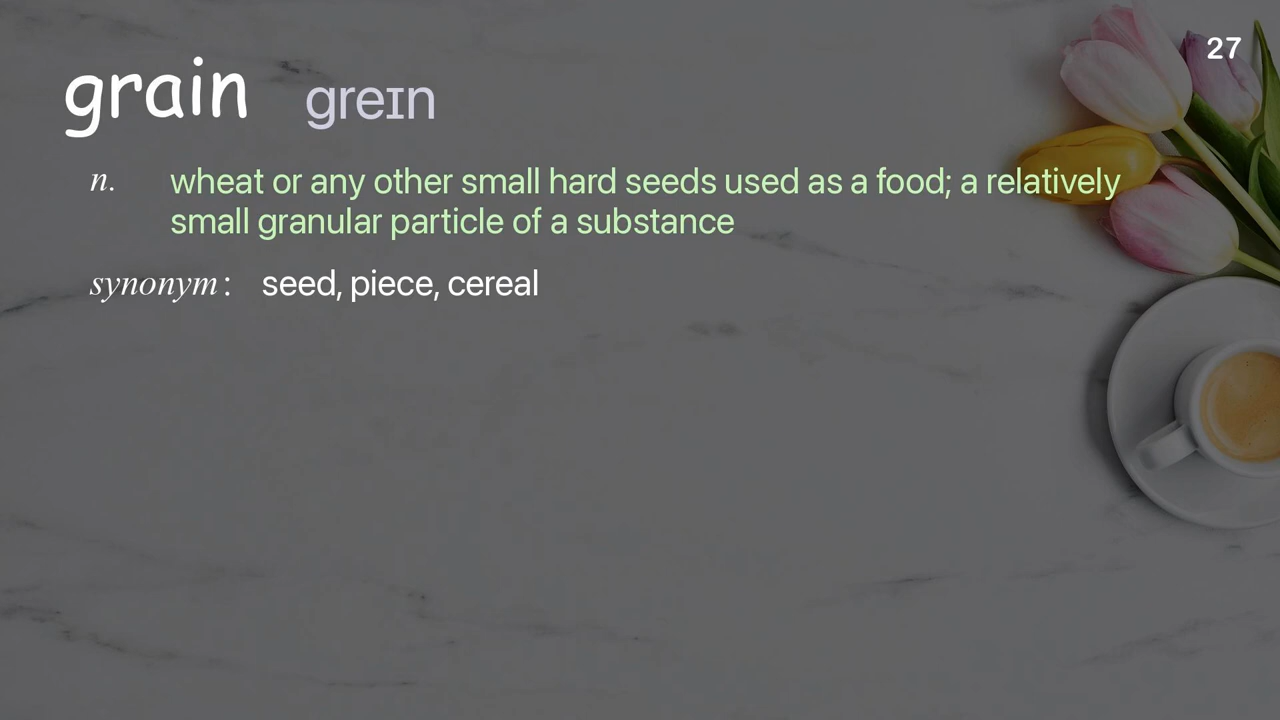 27
grain greɪn
n. wheat or any other small hard seeds used as a food; a relatively
small granular particle of a substance
synonym: seed, piece, cereal